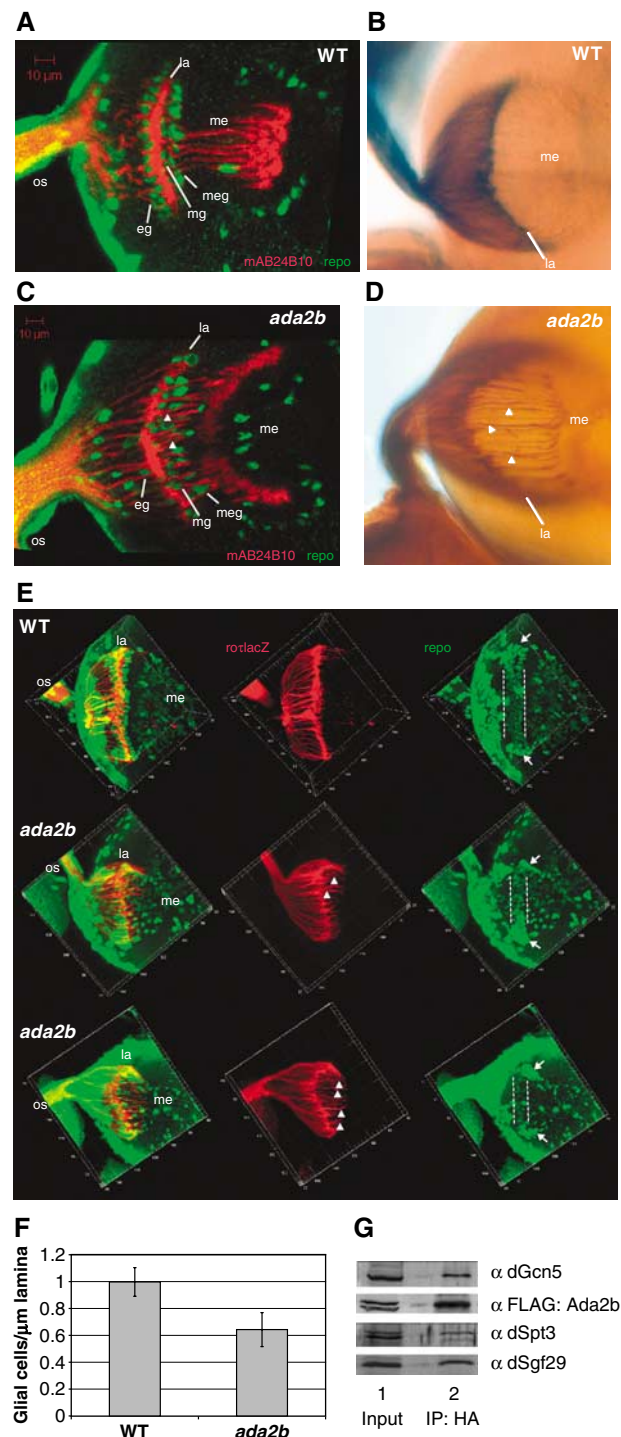 A
B
10 µm
WT
WT
la
me
me
os
meg
mg
eg
la
mAB24B10 repo
C
D
10 µm
ada2b
ada2b
la
me
me
eg
meg
mg
la
os
mAB24B10 repo
E
WT
la
roτlacZ
repo
os
me
ada2b
la
os
me
ada2b
la
os
me
F
G
Glial cells/µm lamina
1.2
1
0.8
0.6
0.4
0.2
0
WT
ada2b
α dGcn5
α FLAG: Ada2b
α dSpt3
α dSgf29
1
2
Input
IP: HA